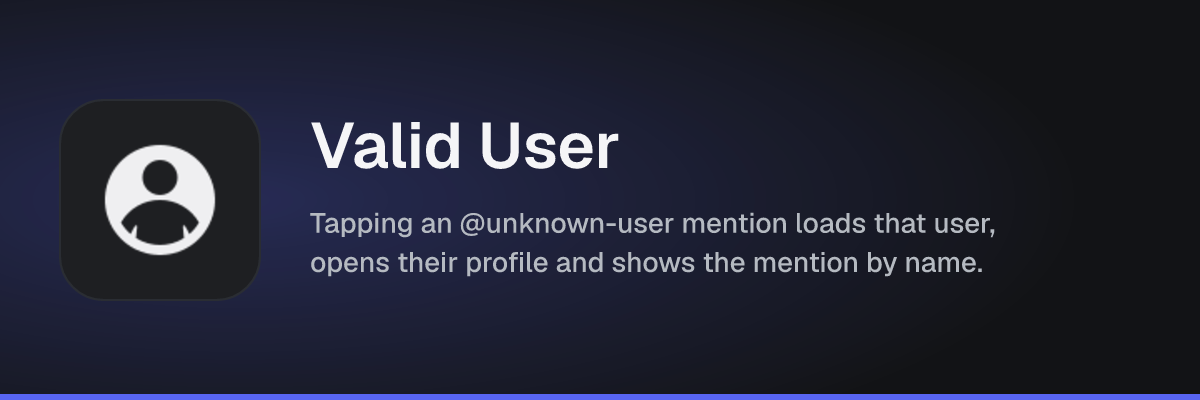 Valid User
Tapping an @unknown-user mention loads that user,
opens their profile and shows the mention by name.